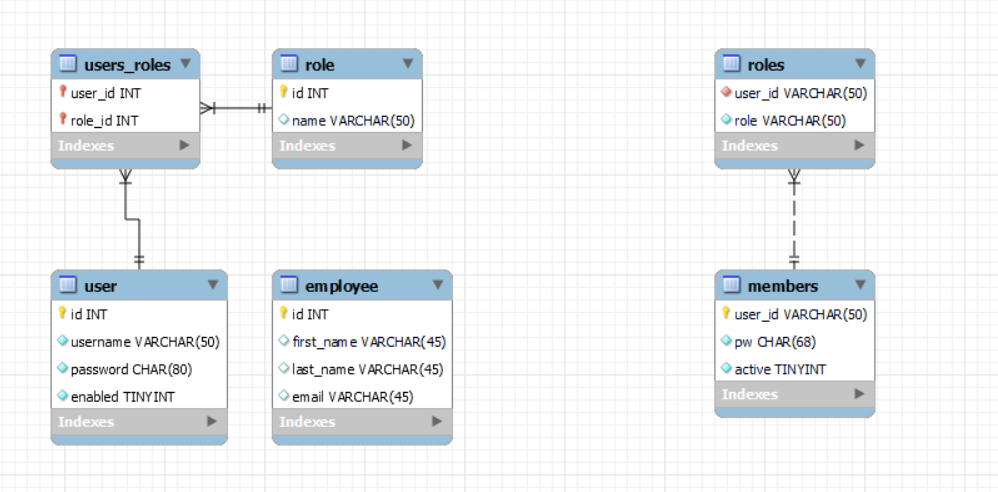 users_roles
user_id INT
role_id INT
Indexes
role
id INT
name VARCHAR(50)
Indexes
roles
user_id VARCHAR(50)
role VARCHAR(50)
Indexes
user
id INT
username VARCHAR(50)
password CHAR(80)
enabled TINYINT
Indexes
employee
id INT
first_name VARCHAR(45)
last_name VARCHAR(45)
email VARCHAR(45)
Indexes
members
user_id VARCHAR(50)
pw CHAR(68)
active TINYINT
Indexes